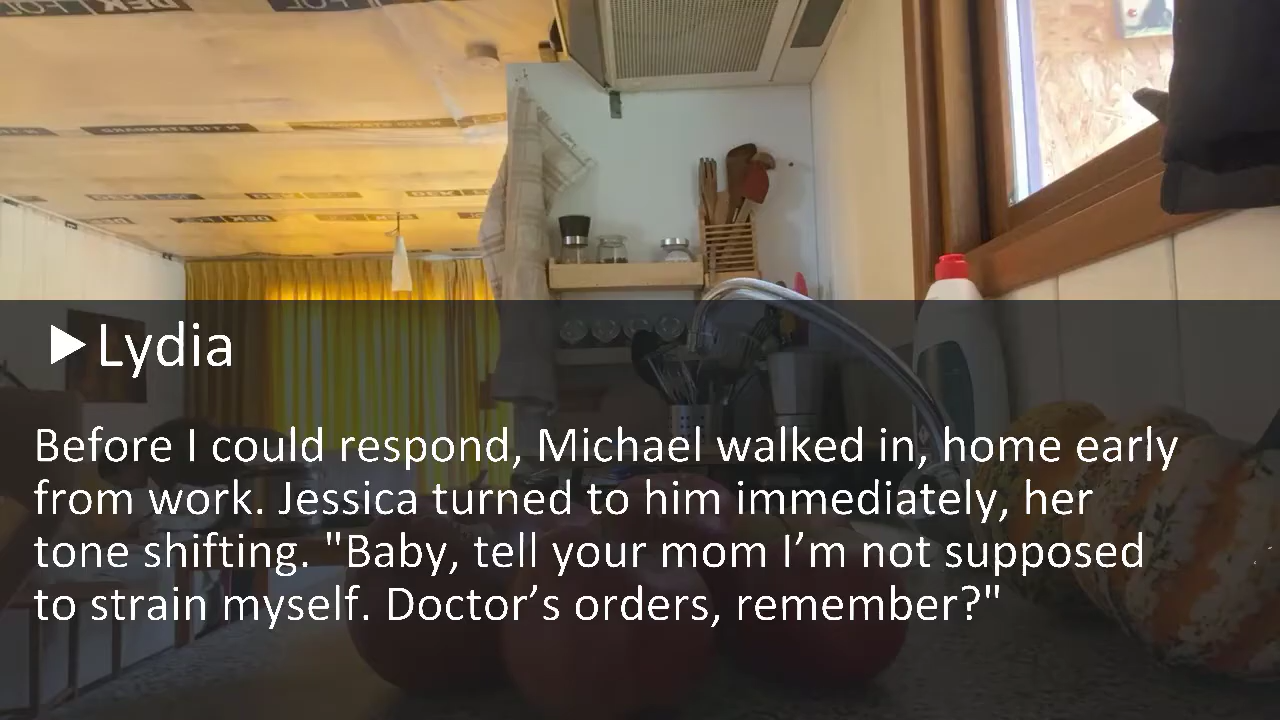 ▶Lydia
Before I could respond, Michael walked in, home early
from work. Jessica turned to him immediately, her
tone shifting. "Baby, tell your mom I’m not supposed
to strain myself. Doctor’s orders, remember?"